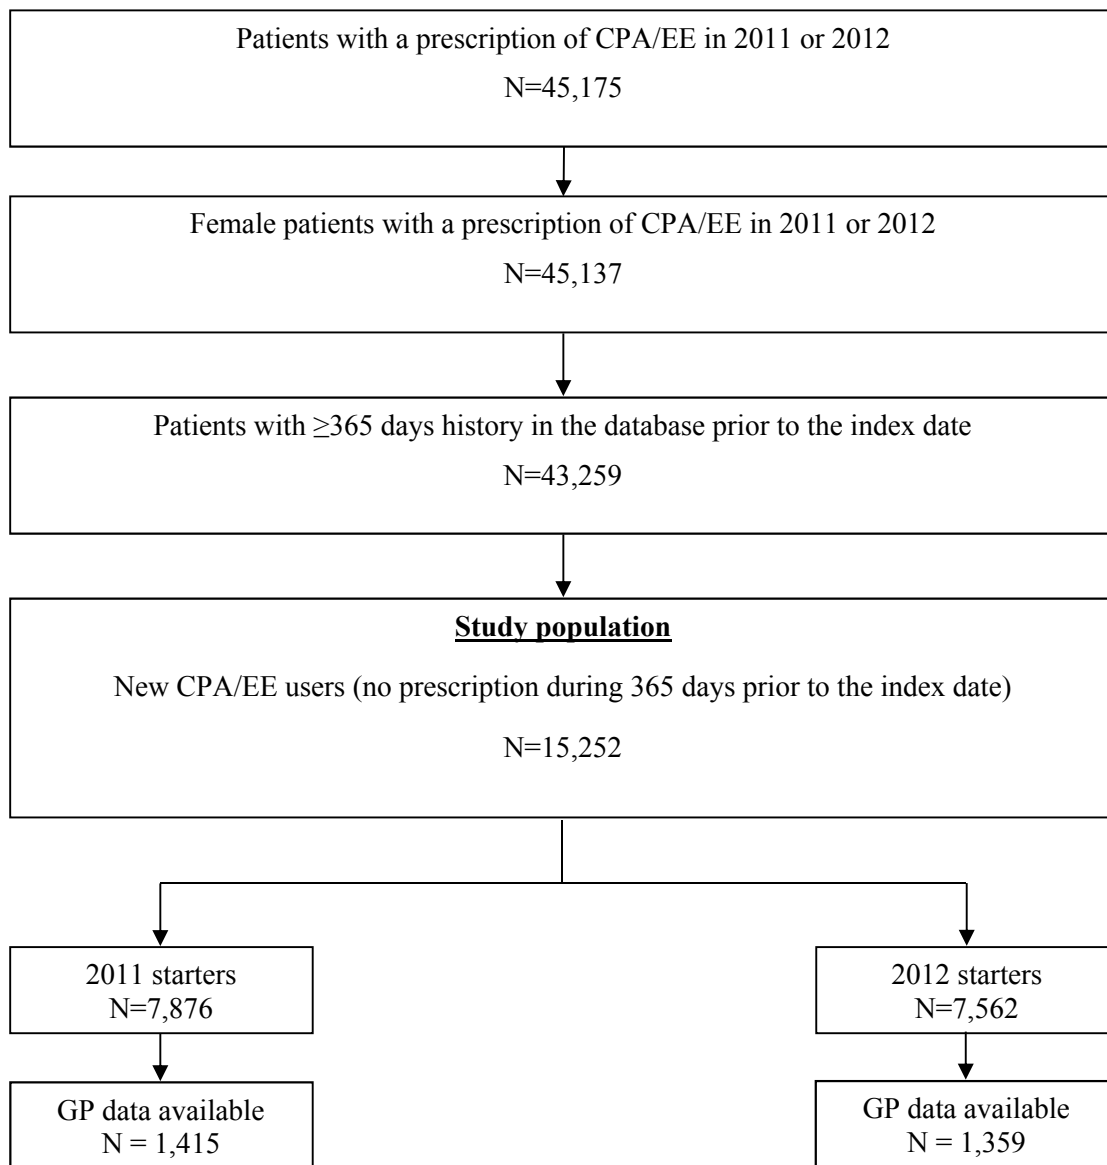 Patients with a prescription of CPA/EE in 2011 or 2012
N=45,175
Female patients with a prescription of CPA/EE in 2011 or 2012
N=45,137
Patients with ≥365 days history in the database prior to the index date
N=43,259
Study population
New CPA/EE users (no prescription during 365 days prior to the index date)
N=15,252
2011 starters
N=7,876
2012 starters
N=7,562
GP data available
N = 1,415
GP data available
N = 1,359